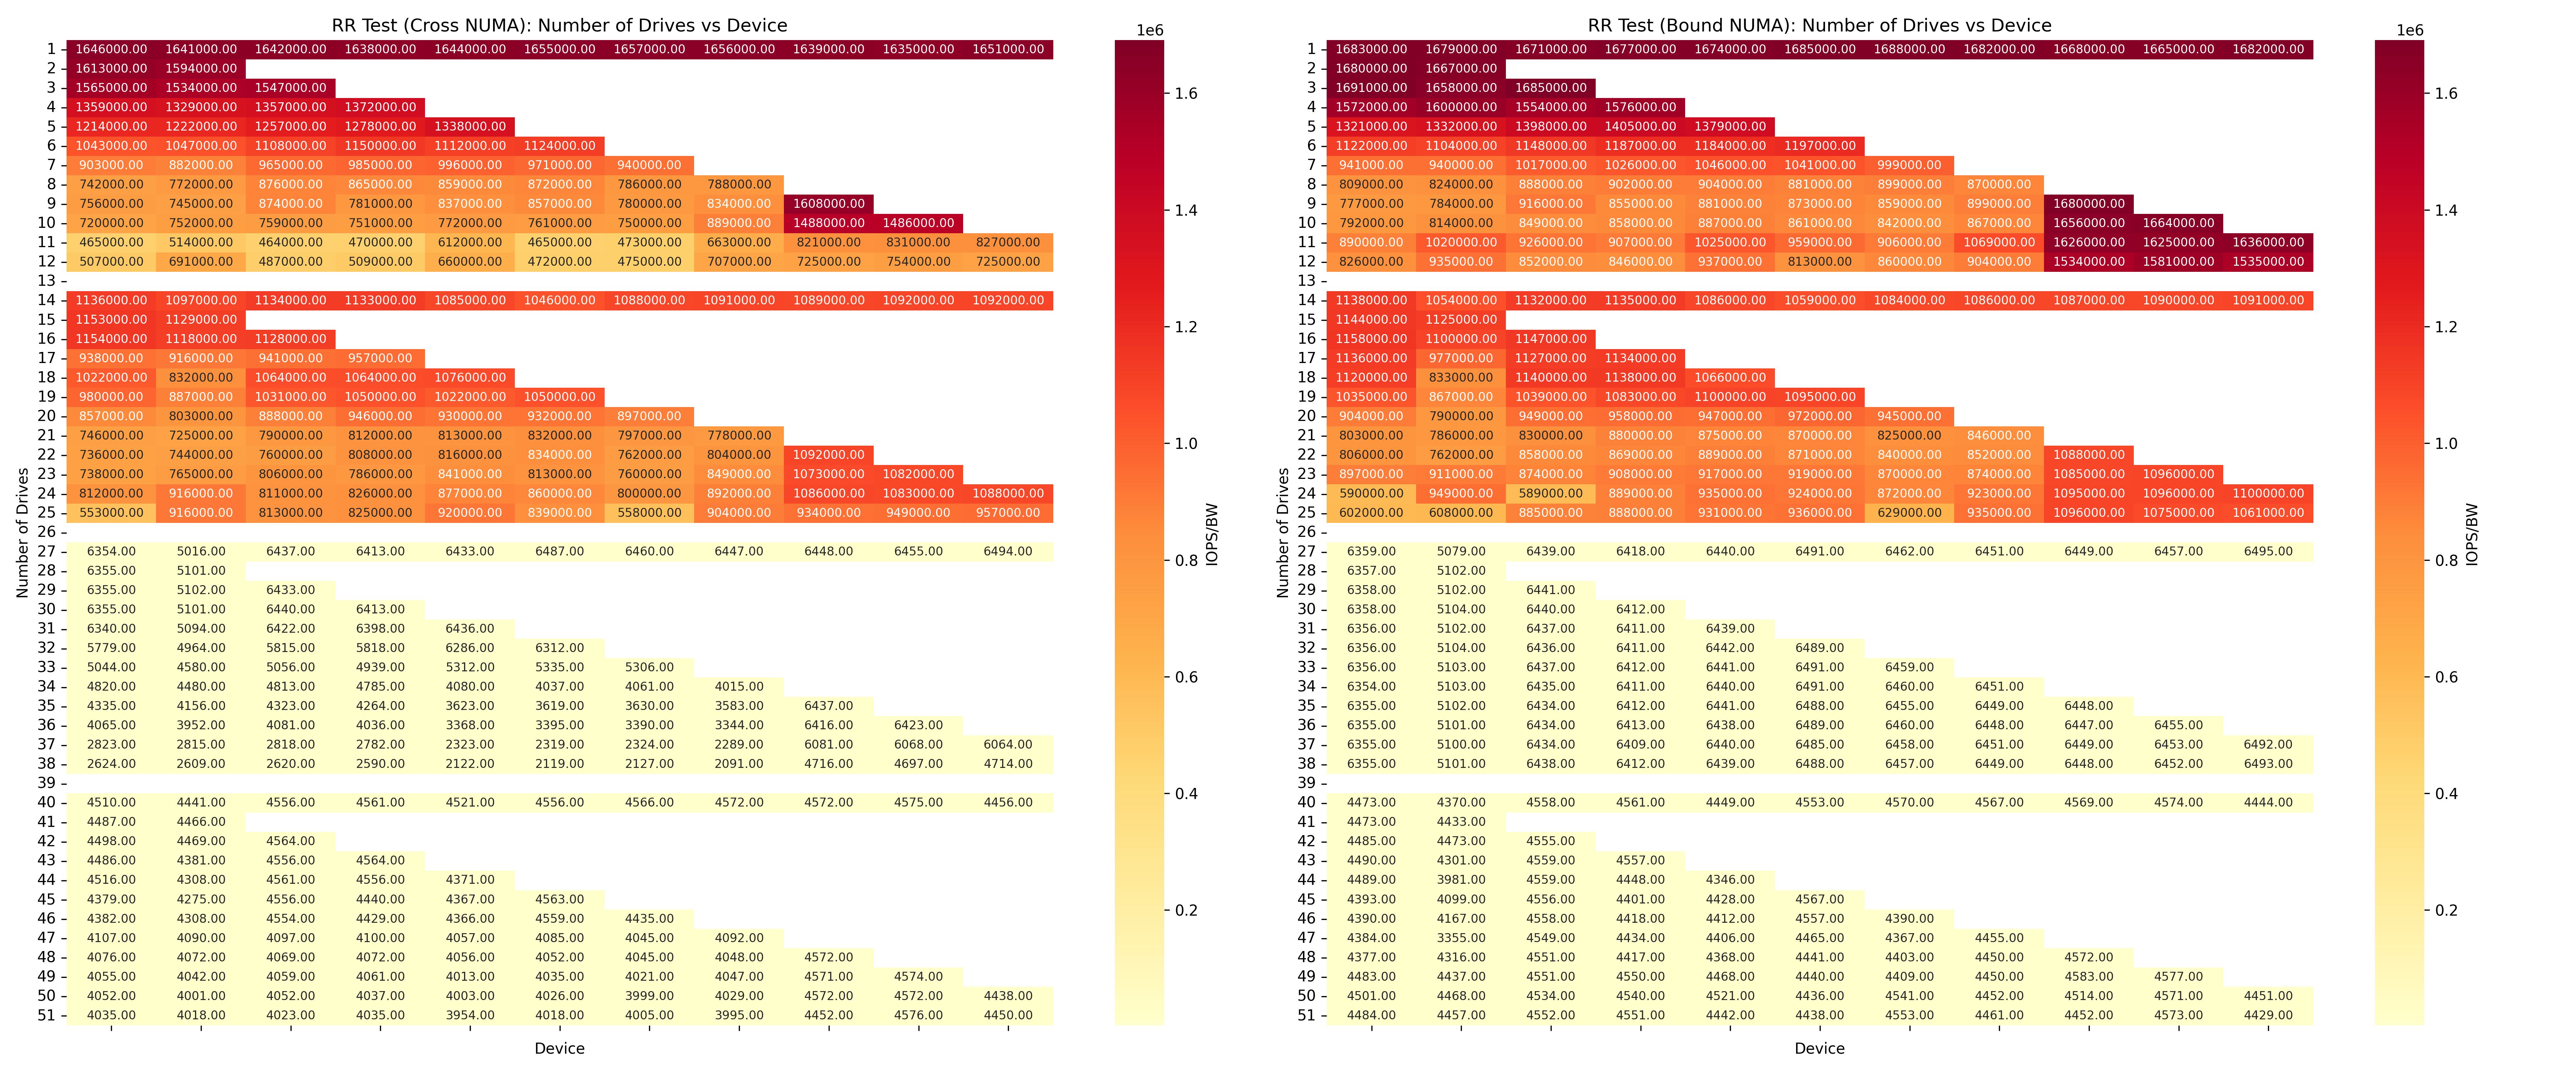 RR Test (Cross NUMA): Number of Drives vs Device
1 1646000.00 1641000.00 1642000.00 1638000.00 1644000.00 1655000.00 1657000.00 1656000.00 1639000.00 1635000.00 1651000.00
2 1613000.00 1594000.00
3 1565000.00 1534000.00 1547000.00
4 1359000.00 1329000.00 1357000.00 1372000.00
5 1214000.00 1222000.00 1257000.00 1278000.00 1338000.00
6 1043000.00 1047000.00 1108000.00 1150000.00 1112000.00 1124000.00
7 903000.00 882000.00 965000.00 985000.00 996000.00 971000.00 940000.00
8 742000.00 772000.00 876000.00 865000.00 859000.00 872000.00 786000.00 788000.00
9 756000.00 745000.00 874000.00 781000.00 837000.00 857000.00 780000.00 834000.00 1608000.00
10 720000.00 752000.00 759000.00 751000.00 772000.00 761000.00 750000.00 889000.00 1488000.00 1486000.00
11 465000.00 514000.00 464000.00 470000.00 612000.00 465000.00 473000.00 663000.00 821000.00 831000.00 827000.00
12 507000.00 691000.00 487000.00 509000.00 660000.00 472000.00 475000.00 707000.00 725000.00 754000.00 725000.00
13
14 1136000.00 1097000.00 1134000.00 1133000.00 1085000.00 1046000.00 1088000.00 1091000.00 1089000.00 1092000.00 1092000.00
15 1153000.00 1129000.00
16 1154000.00 1118000.00 1128000.00
17 938000.00 916000.00 941000.00 957000.00
18 1022000.00 832000.00 1064000.00 1064000.00 1076000.00
19 980000.00 887000.00 1031000.00 1050000.00 1022000.00 1050000.00
20 857000.00 803000.00 888000.00 946000.00 930000.00 932000.00 897000.00
21 746000.00 725000.00 790000.00 812000.00 813000.00 832000.00 797000.00 778000.00
22 736000.00 744000.00 760000.00 808000.00 816000.00 834000.00 762000.00 804000.00 1092000.00
23 738000.00 765000.00 806000.00 786000.00 841000.00 813000.00 760000.00 849000.00 1073000.00 1082000.00
24 812000.00 916000.00 811000.00 826000.00 877000.00 860000.00 800000.00 892000.00 1086000.00 1083000.00 1088000.00
25 553000.00 916000.00 813000.00 825000.00 920000.00 839000.00 558000.00 904000.00 934000.00 949000.00 957000.00
26
27 6354.00 5016.00 6437.00 6413.00 6433.00 6487.00 6460.00 6447.00 6448.00 6455.00 6494.00
28 6355.00 5101.00
29 6355.00 5102.00 6433.00
30 6355.00 5101.00 6440.00 6413.00
31 6340.00 5094.00 6422.00 6398.00 6436.00
32 5779.00 4964.00 5815.00 5818.00 6286.00 6312.00
33 5044.00 4580.00 5056.00 4939.00 5312.00 5335.00 5306.00
34 4820.00 4480.00 4813.00 4785.00 4080.00 4037.00 4061.00 4015.00
35 4335.00 4156.00 4323.00 4264.00 3623.00 3619.00 3630.00 3583.00 6437.00
36 4065.00 3952.00 4081.00 4036.00 3368.00 3395.00 3390.00 3344.00 6416.00 6423.00
37 2823.00 2815.00 2818.00 2782.00 2323.00 2319.00 2324.00 2289.00 6081.00 6068.00 6064.00
38 2624.00 2609.00 2620.00 2590.00 2122.00 2119.00 2127.00 2091.00 4716.00 4697.00 4714.00
39
40 4510.00 4441.00 4556.00 4561.00 4521.00 4556.00 4566.00 4572.00 4572.00 4575.00 4456.00
41 4487.00 4466.00
42 4498.00 4469.00 4564.00
43 4486.00 4381.00 4556.00 4564.00
44 4516.00 4308.00 4561.00 4556.00 4371.00
45 4379.00 4275.00 4556.00 4440.00 4367.00 4563.00
46 4382.00 4308.00 4554.00 4429.00 4366.00 4559.00 4435.00
47 4107.00 4090.00 4097.00 4100.00 4057.00 4085.00 4045.00 4092.00
48 4076.00 4072.00 4069.00 4072.00 4056.00 4052.00 4045.00 4048.00 4572.00
49 4055.00 4042.00 4059.00 4061.00 4013.00 4035.00 4021.00 4047.00 4571.00 4574.00
50 4052.00 4001.00 4052.00 4037.00 4003.00 4026.00 3999.00 4029.00 4572.00 4572.00 4438.00
51 4035.00 4018.00 4023.00 4035.00 3954.00 4018.00 4005.00 3995.00 4452.00 4576.00 4450.00
Number of Drives
Device
1e6
1.6
1.4
1.2
1.0
0.8
0.6
0.4
0.2
IOPS/BW
RR Test (Bound NUMA): Number of Drives vs Device
1 1683000.00 1679000.00 1671000.00 1677000.00 1674000.00 1685000.00 1688000.00 1682000.00 1668000.00 1665000.00 1682000.00
2 1680000.00 1667000.00
3 1691000.00 1658000.00 1685000.00
4 1572000.00 1600000.00 1554000.00 1576000.00
5 1321000.00 1332000.00 1398000.00 1405000.00 1379000.00
6 1122000.00 1104000.00 1148000.00 1187000.00 1184000.00 1197000.00
7 941000.00 940000.00 1017000.00 1026000.00 1046000.00 1041000.00 999000.00
8 809000.00 824000.00 888000.00 902000.00 904000.00 881000.00 899000.00 870000.00
9 777000.00 784000.00 916000.00 855000.00 881000.00 873000.00 859000.00 899000.00 1680000.00
10 792000.00 814000.00 849000.00 858000.00 887000.00 861000.00 842000.00 867000.00 1656000.00 1664000.00
11 890000.00 1020000.00 926000.00 907000.00 1025000.00 959000.00 906000.00 1069000.00 1626000.00 1625000.00 1636000.00
12 826000.00 935000.00 852000.00 846000.00 937000.00 813000.00 860000.00 904000.00 1534000.00 1581000.00 1535000.00
13
14 1138000.00 1054000.00 1132000.00 1135000.00 1086000.00 1059000.00 1084000.00 1086000.00 1087000.00 1090000.00 1091000.00
15 1144000.00 1125000.00
16 1158000.00 1100000.00 1147000.00
17 1136000.00 977000.00 1127000.00 1134000.00
18 1120000.00 833000.00 1140000.00 1138000.00 1066000.00
19 1035000.00 867000.00 1039000.00 1083000.00 1100000.00 1095000.00
20 904000.00 790000.00 949000.00 958000.00 947000.00 972000.00 945000.00
21 803000.00 786000.00 830000.00 880000.00 875000.00 870000.00 825000.00 846000.00
22 806000.00 762000.00 858000.00 869000.00 889000.00 871000.00 840000.00 852000.00 1088000.00
23 897000.00 911000.00 874000.00 908000.00 917000.00 919000.00 870000.00 874000.00 1085000.00 1096000.00
24 590000.00 949000.00 589000.00 889000.00 935000.00 924000.00 872000.00 923000.00 1095000.00 1096000.00 1100000.00
25 602000.00 608000.00 885000.00 888000.00 931000.00 936000.00 629000.00 935000.00 1096000.00 1075000.00 1061000.00
26
27 6359.00 5079.00 6439.00 6418.00 6440.00 6491.00 6462.00 6451.00 6449.00 6457.00 6495.00
28 6357.00 5102.00
29 6358.00 5102.00 6441.00
30 6358.00 5104.00 6440.00 6412.00
31 6356.00 5102.00 6437.00 6411.00 6439.00
32 6356.00 5104.00 6436.00 6411.00 6442.00 6489.00
33 6356.00 5103.00 6437.00 6412.00 6441.00 6491.00 6459.00
34 6354.00 5103.00 6435.00 6411.00 6440.00 6491.00 6460.00 6451.00
35 6355.00 5102.00 6434.00 6412.00 6441.00 6488.00 6455.00 6449.00 6448.00
36 6355.00 5101.00 6434.00 6413.00 6438.00 6489.00 6460.00 6448.00 6447.00 6455.00
37 6355.00 5100.00 6434.00 6409.00 6440.00 6485.00 6458.00 6451.00 6449.00 6453.00 6492.00
38 6355.00 5101.00 6438.00 6412.00 6439.00 6488.00 6457.00 6449.00 6448.00 6452.00 6493.00
39
40 4473.00 4370.00 4558.00 4561.00 4449.00 4553.00 4570.00 4567.00 4569.00 4574.00 4444.00
41 4473.00 4433.00
42 4485.00 4473.00 4555.00
43 4490.00 4301.00 4559.00 4557.00
44 4489.00 3981.00 4559.00 4448.00 4346.00
45 4393.00 4099.00 4556.00 4401.00 4428.00 4567.00
46 4390.00 4167.00 4558.00 4418.00 4412.00 4557.00 4390.00
47 4384.00 3355.00 4549.00 4434.00 4406.00 4465.00 4367.00 4455.00
48 4377.00 4316.00 4551.00 4417.00 4368.00 4441.00 4403.00 4450.00 4572.00
49 4483.00 4437.00 4551.00 4550.00 4468.00 4440.00 4409.00 4450.00 4583.00 4577.00
50 4501.00 4468.00 4534.00 4540.00 4521.00 4436.00 4541.00 4452.00 4514.00 4571.00 4451.00
51 4484.00 4457.00 4552.00 4551.00 4442.00 4438.00 4553.00 4461.00 4452.00 4573.00 4429.00
Number of Drives
Device
1e6
1.6
1.4
1.2
1.0
0.8
0.6
0.4
0.2
IOPS/BW